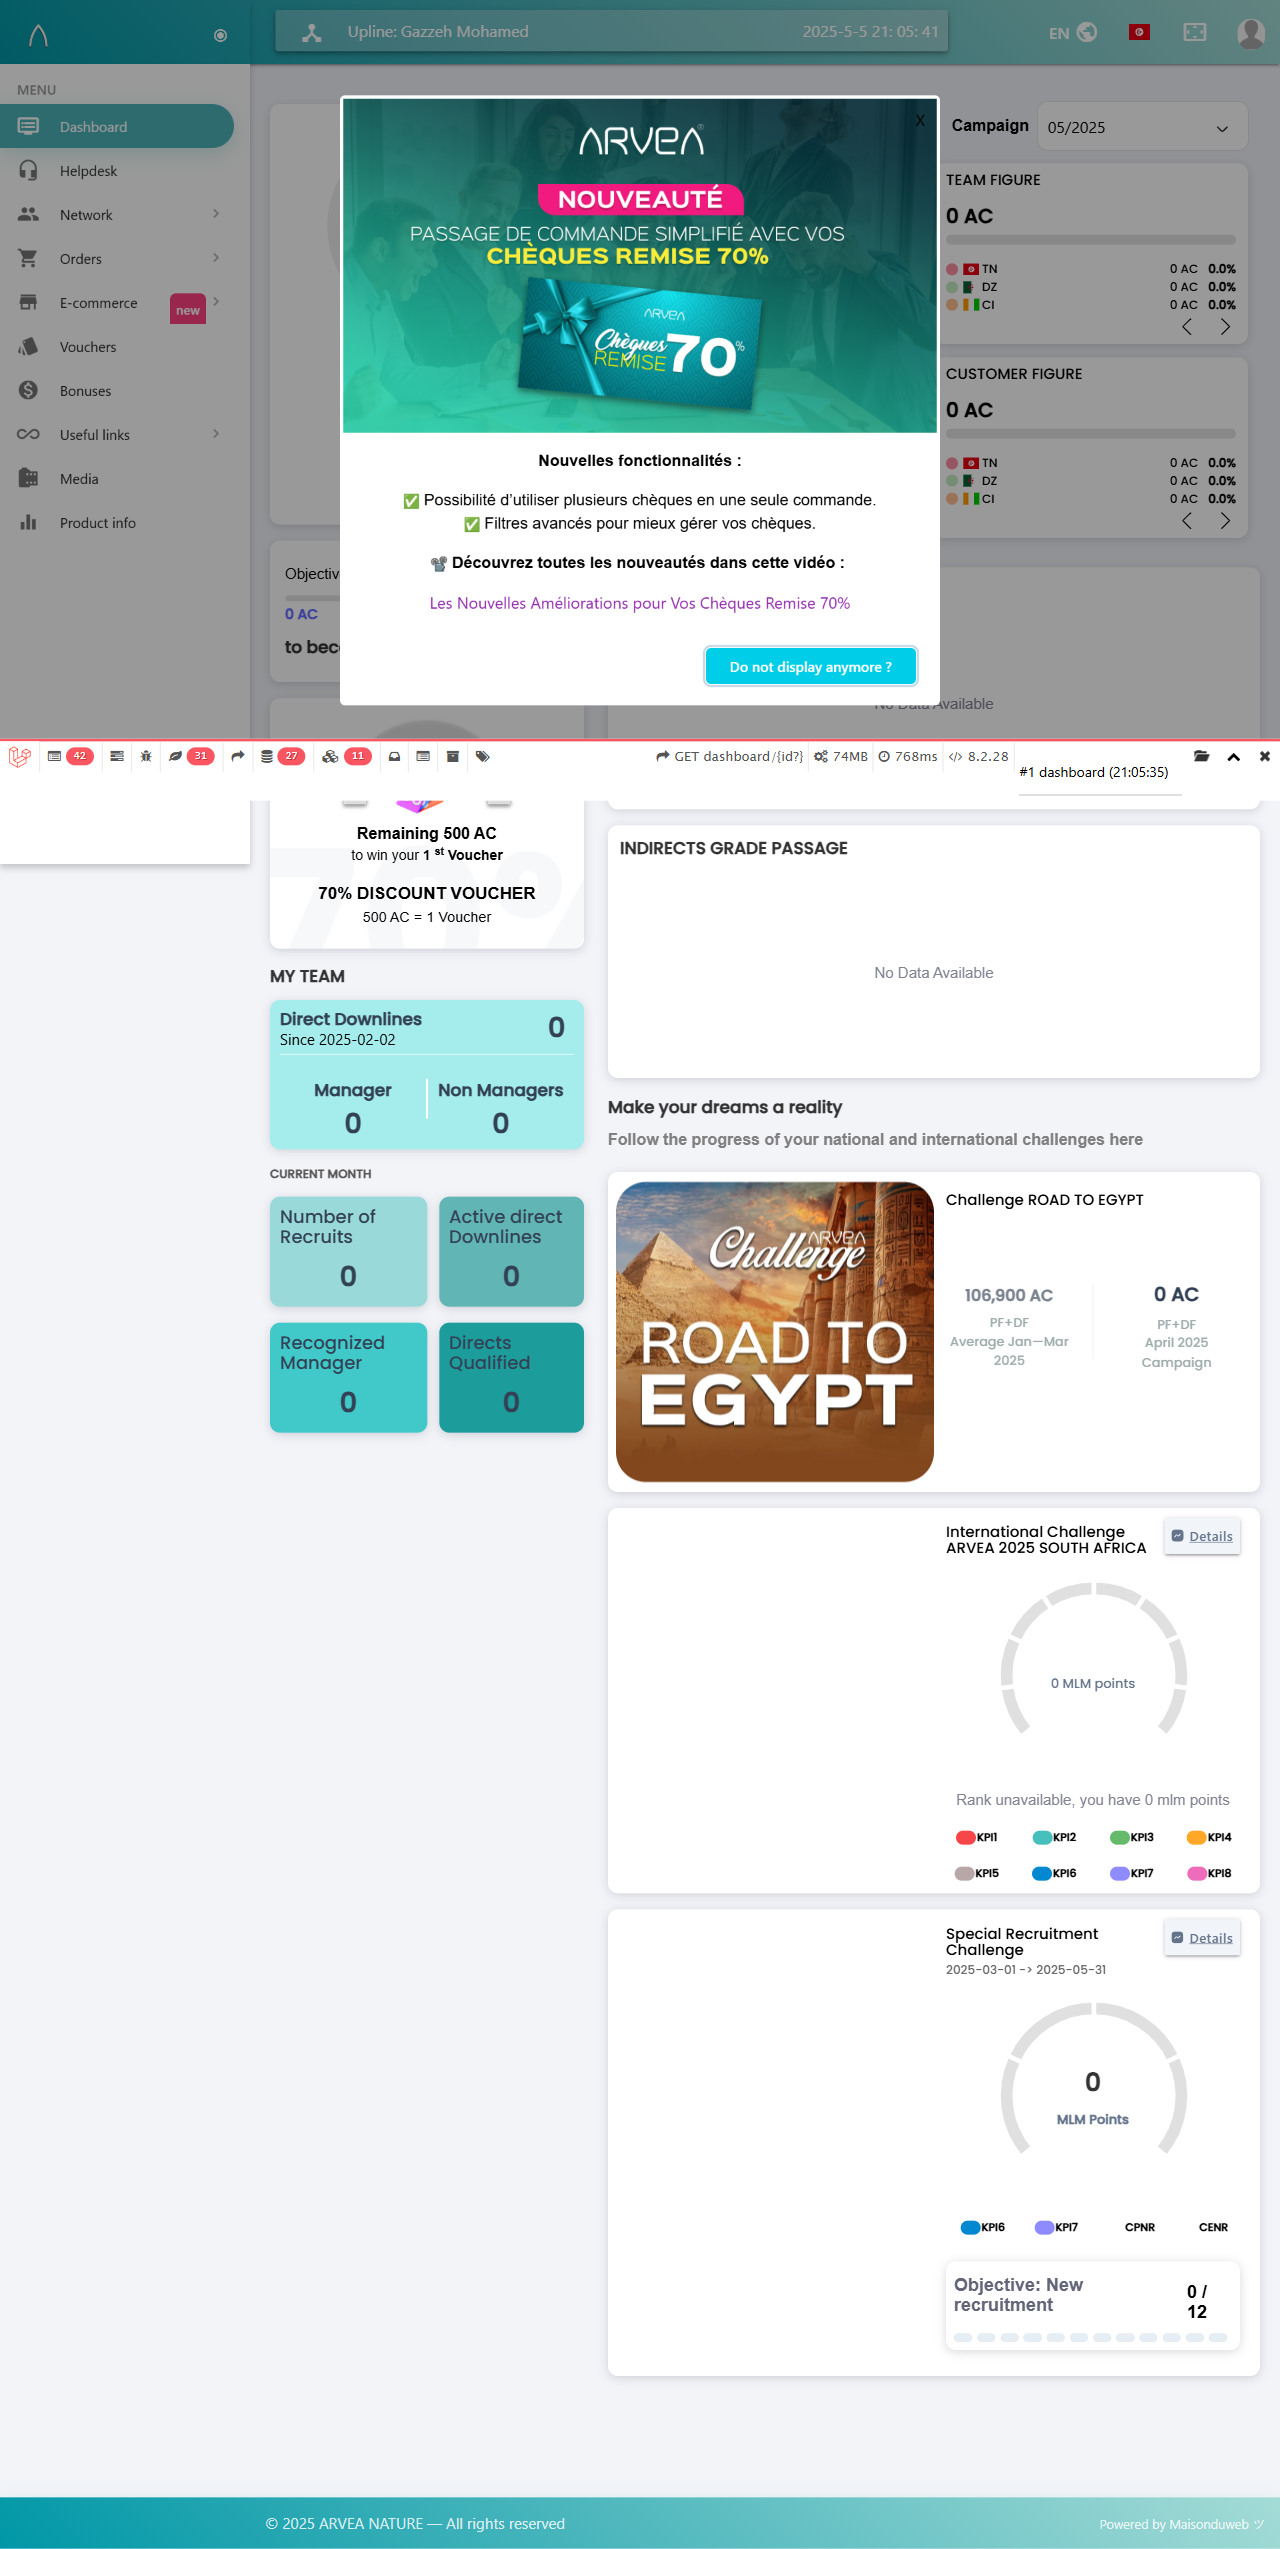 Upline: Gazzeh Mohamed
2025-5-5 21: 05: 41
EN
MENU
Dashboard
Helpdesk
Network
Orders
E-commerce
new
Vouchers
Bonuses
Useful links
Media
Product info
X
ARVEA
NOUVEAUTÉ
PASSAGE DE COMMANDE SIMPLIFIÉ AVEC VOS
CHÈQUES REMISE 70%
ARVEA
Chèques
REMISE 70%
Nouvelles fonctionnalités :
✅ Possibilité d'utiliser plusieurs chèques en une seule commande.
✅ Filtres avancés pour mieux gérer vos chèques.
📽 Découvrez toutes les nouveautés dans cette vidéo :
Les Nouvelles Améliorations pour Vos Chèques Remise 70%
Do not display anymore ?
Campaign
05/2025
TEAM FIGURE
0 AC
TN 0 AC 0.0%
DZ 0 AC 0.0%
CI 0 AC 0.0%
CUSTOMER FIGURE
0 AC
TN 0 AC 0.0%
DZ 0 AC 0.0%
CI 0 AC 0.0%
0 AC
to
No Data Available
42 31 27 11
GET dashboard/{id?} 74MB 768ms 8.2.28
#1 dashboard (21:05:35)
Remaining 500 AC
to win your 1 st Voucher
70% DISCOUNT VOUCHER
500 AC = 1 Voucher
MY TEAM
Direct Downlines
Since 2025-02-02
0
Manager
0
Non Managers
0
CURRENT MONTH
Number of
Recruits
0
Active direct
Downlines
0
Recognized
Manager
0
Directs
Qualified
0
INDIRECTS GRADE PASSAGE
No Data Available
Make your dreams a reality
Follow the progress of your national and international challenges here
ARVEA
Challenge
ROAD TO
EGYPT
Challenge ROAD TO EGYPT
106,900 AC
PF+DF
Average Jan—Mar
2025
0 AC
PF+DF
April 2025
Campaign
International Challenge
ARVEA 2025 SOUTH AFRICA
Details
0 MLM points
Rank unavailable, you have 0 mlm points
KPI1 KPI2 KPI3 KPI4
KPI5 KPI6 KPI7 KPI8
Special Recruitment
Challenge
2025-03-01 -> 2025-05-31
Details
0
MLM Points
KPI6 KPI7 CPNR CENR
Objective: New
recruitment
0 /
12
© 2025 ARVEA NATURE — All rights reserved
Powered by Maisonduweb ツ